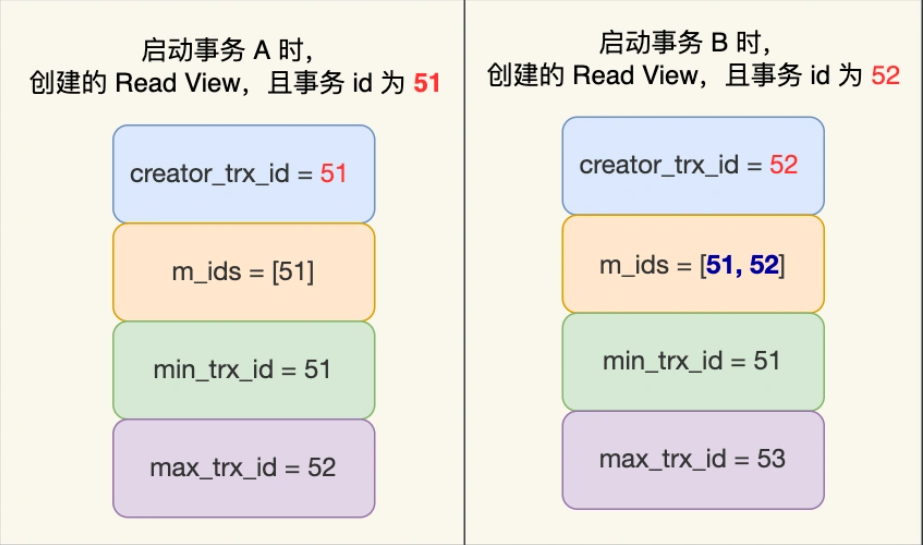 启动事务 A 时，
创建的 Read View，且事务 id 为 51
creator_trx_id = 51
m_ids = [51]
min_trx_id = 51
max_trx_id = 52
启动事务 B 时，
创建的 Read View，且事务 id 为 52
creator_trx_id = 52
m_ids = [51, 52]
min_trx_id = 51
max_trx_id = 53